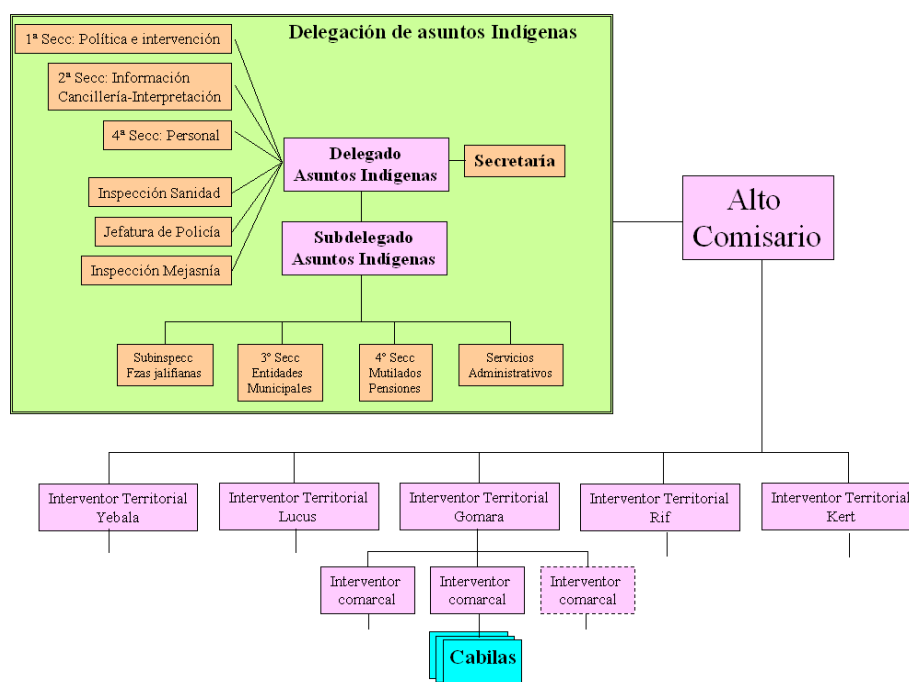 Delegación de asuntos Indígenas
1ª Secc: Política e intervención
2ª Secc: Información
Cancillería-Interpretación
4ª Secc: Personal
Inspección Sanidad
Jefatura de Policía
Inspección Mejasnía
Delegado
Asuntos Indígenas
Secretaría
Subdelegado
Asuntos Indígenas
Subinspecc
Fzas jalifianas
3º Secc
Entidades
Municipales
4º Secc
Mutilados
Pensiones
Servicios
Administrativos
Alto
Comisario
Interventor Territorial
Yebala
Interventor Territorial
Lucus
Interventor Territorial
Gomara
Interventor Territorial
Rif
Interventor Territorial
Kert
Interventor
comarcal
Interventor
comarcal
Interventor
comarcal
Cabilas